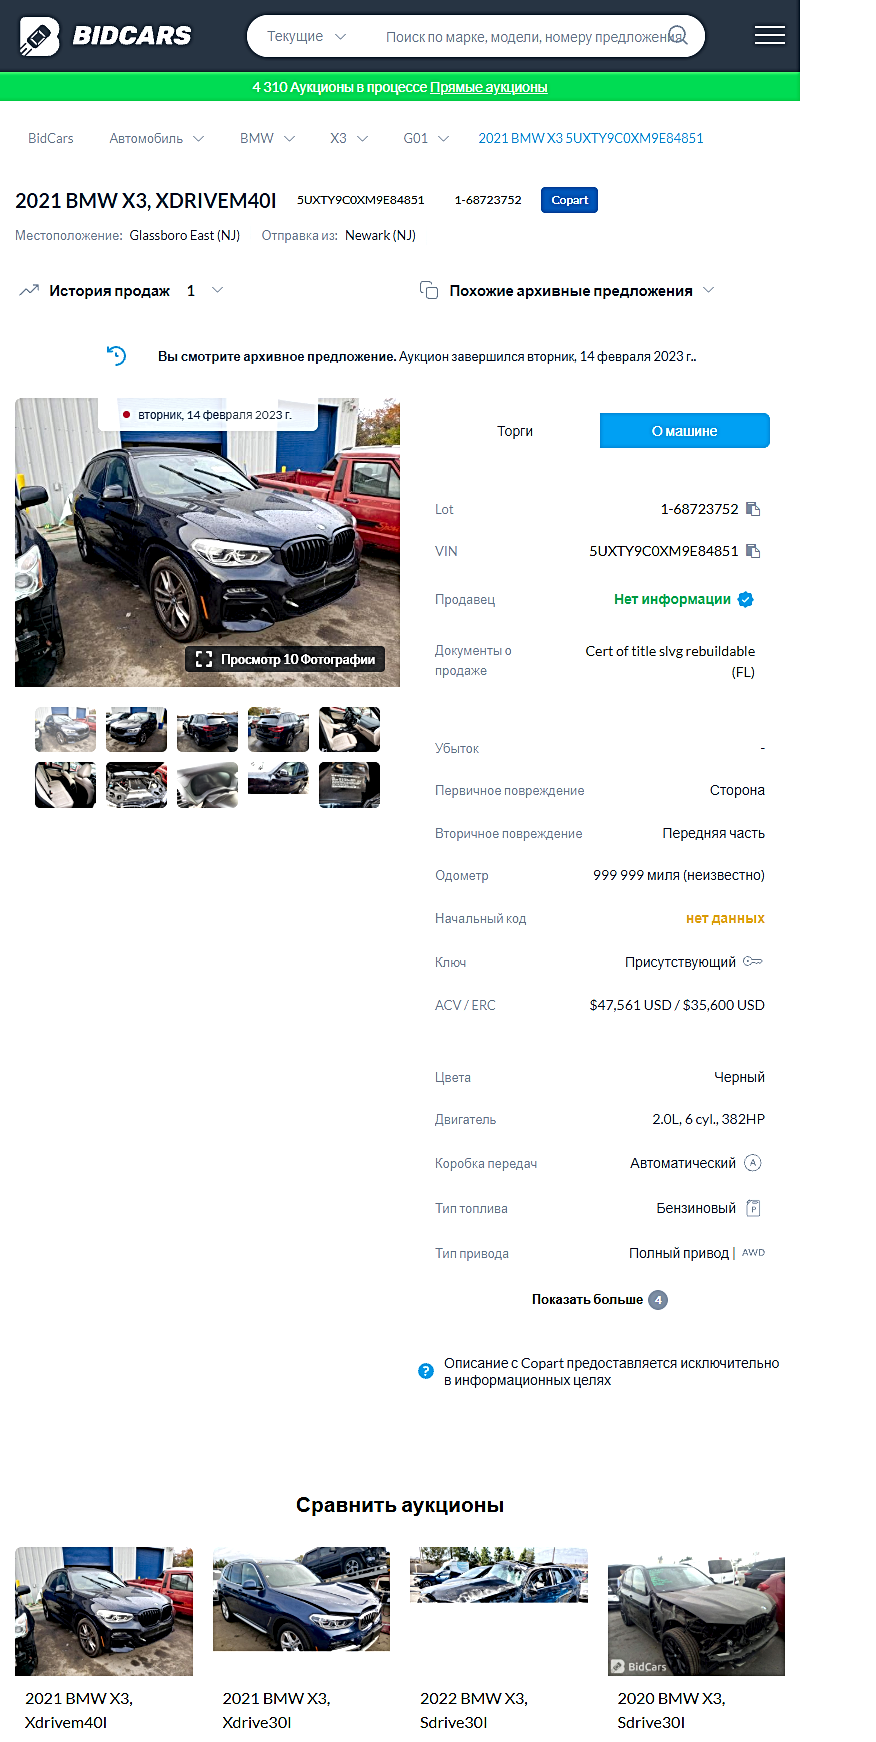 BIDCARS
Текущие
Поиск по марке, модели, номеру предложения,
4 310 Аукционы в процессе Прямые аукционы
BidCars Автомобиль BMW X3 G01 2021 BMW X3 5UXTY9C0XM9E84851
2021 BMW X3, XDRIVEM40I 5UXTY9C0XM9E84851 1-68723752 Copart
Местоположение: Glassboro East (NJ) Отправка из: Newark (NJ)
История продаж 1
Похожие архивные предложения
Вы смотрите архивное предложение. Аукцион завершился вторник, 14 февраля 2023 г..
вторник, 14 февраля 2023 г.
Просмотр 10 Фотографии
Торги
О машине
Lot 1-68723752
VIN 5UXTY9C0XM9E84851
Продавец Нет информации
Документы о продаже Cert of title slvg rebuildable
(FL)
Убыток -
Первичное повреждение Сторона
Вторичное повреждение Передняя часть
Одометр 999 999 миля (неизвестно)
Начальный код нет данных
Ключ Присутствующий
ACV / ERC $47,561 USD / $35,600 USD
Цвета Черный
Двигатель 2.0L, 6 cyl., 382HP
Коробка передач Автоматический A
Тип топлива Бензиновый P
Тип привода Полный привод | AWD
Показать больше 4
? Описание с Copart предоставляется исключительно
в информационных целях
Сравнить аукционы
BidCars
2021 BMW X3,
Xdrivem40I
2021 BMW X3,
Xdrive30I
2022 BMW X3,
Sdrive30I
2020 BMW X3,
Sdrive30I